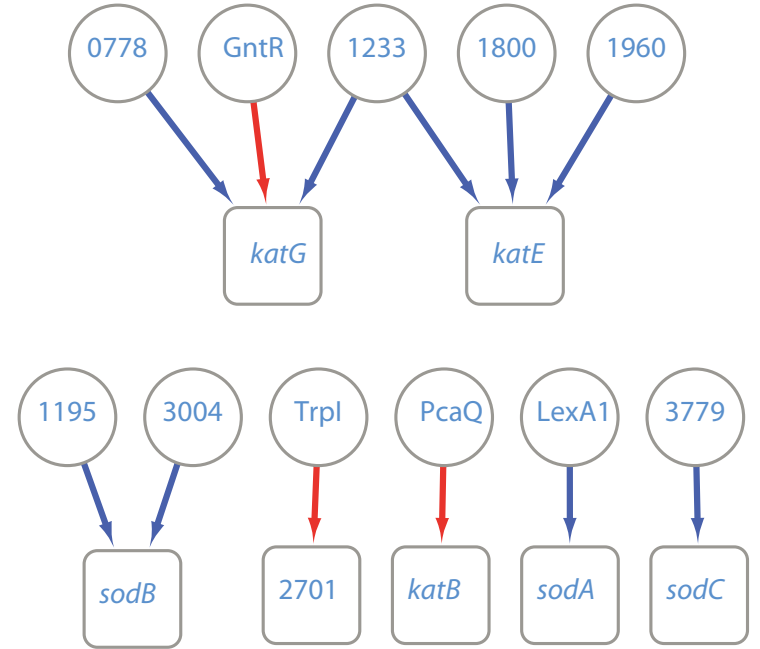 0778 GntR 1233 1800 1960
katG katE
1195 3004 TrpI PcaQ LexA1 3779
sodB 2701 katB sodA sodC